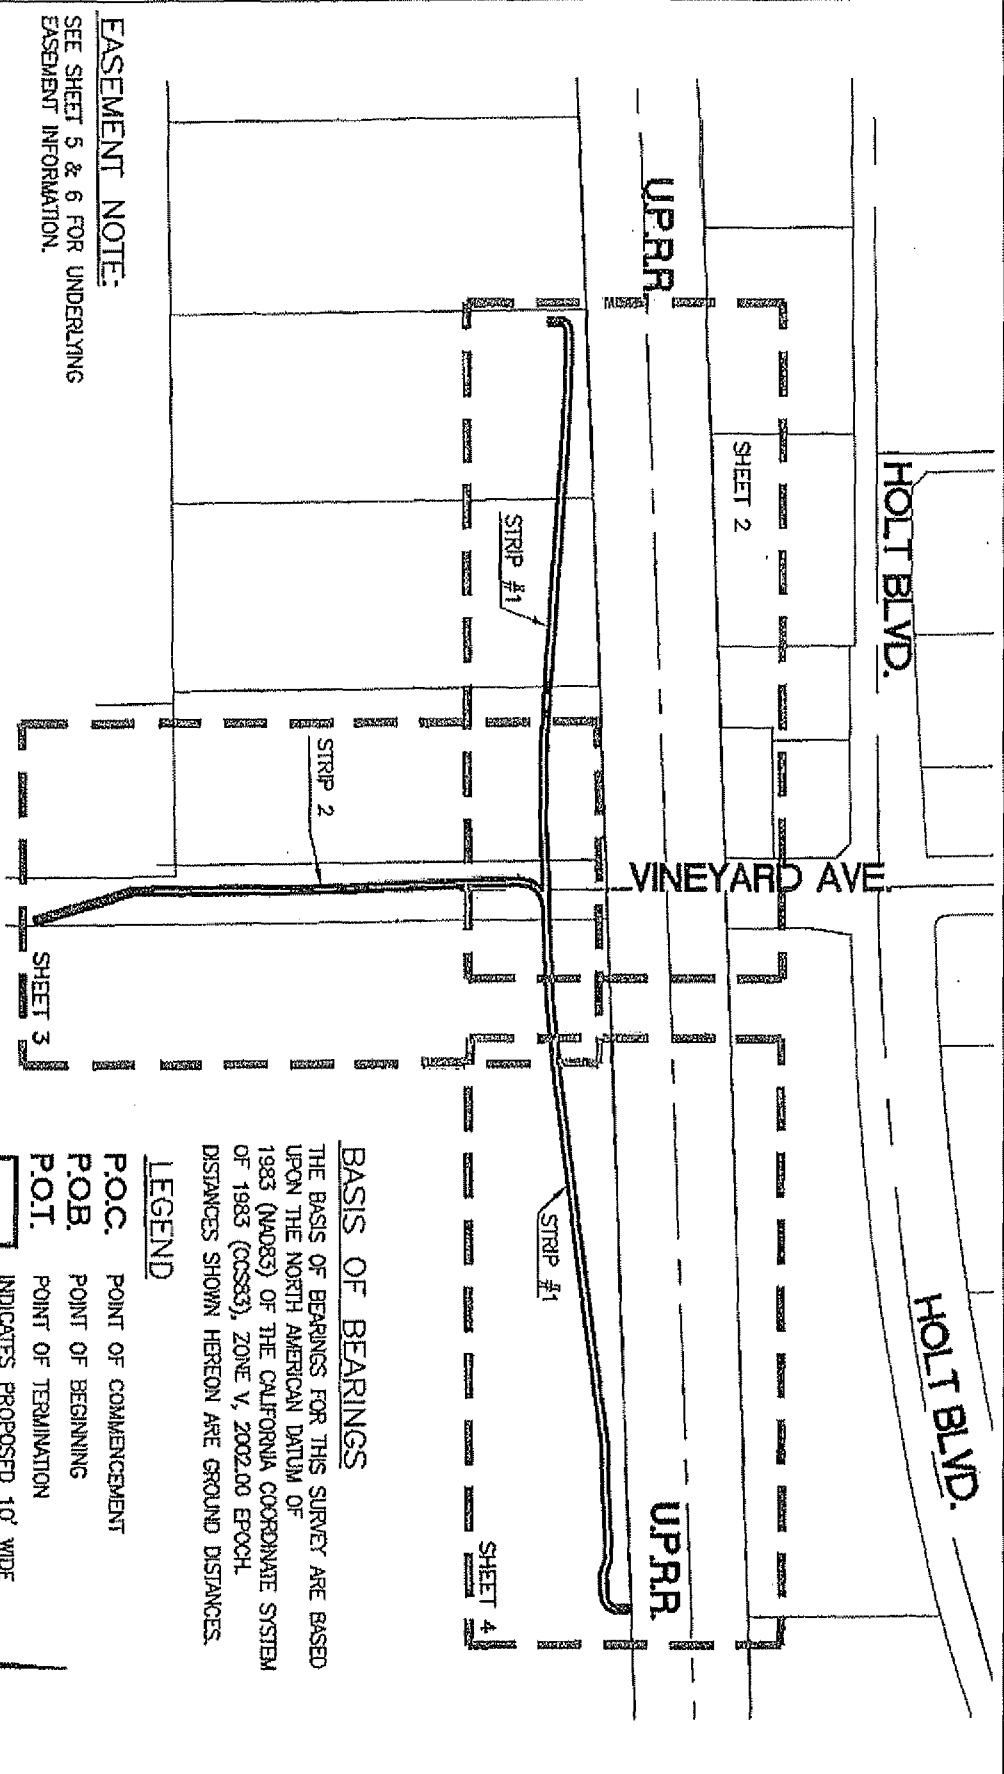 HOLT BLVD.
HOLT BLVD.
VINEYARD AVE.
U.P.R.R.
U.P.R.R.
SHEET 2
STRIP #1
STRIP #1
STRIP 2
SHEET 4
SHEET 3
EASEMENT NOTE:
SEE SHEET 5 & 6 FOR UNDERLYING
EASEMENT INFORMATION.
BASIS OF BEARINGS
THE BASIS OF BEARINGS FOR THIS SURVEY ARE BASED
UPON THE NORTH AMERICAN DATUM OF
1983 (NAD83) OF THE CALIFORNIA COORDINATE SYSTEM
OF 1983 (CCS83), ZONE V, 2002.00 EPOCH.
DISTANCES SHOWN HEREON ARE GROUND DISTANCES.
LEGEND
P.O.C. POINT OF COMMENCEMENT
P.O.B. POINT OF BEGINNING
P.O.T. POINT OF TERMINATION
INDICATES PROPOSED 10' WIDE